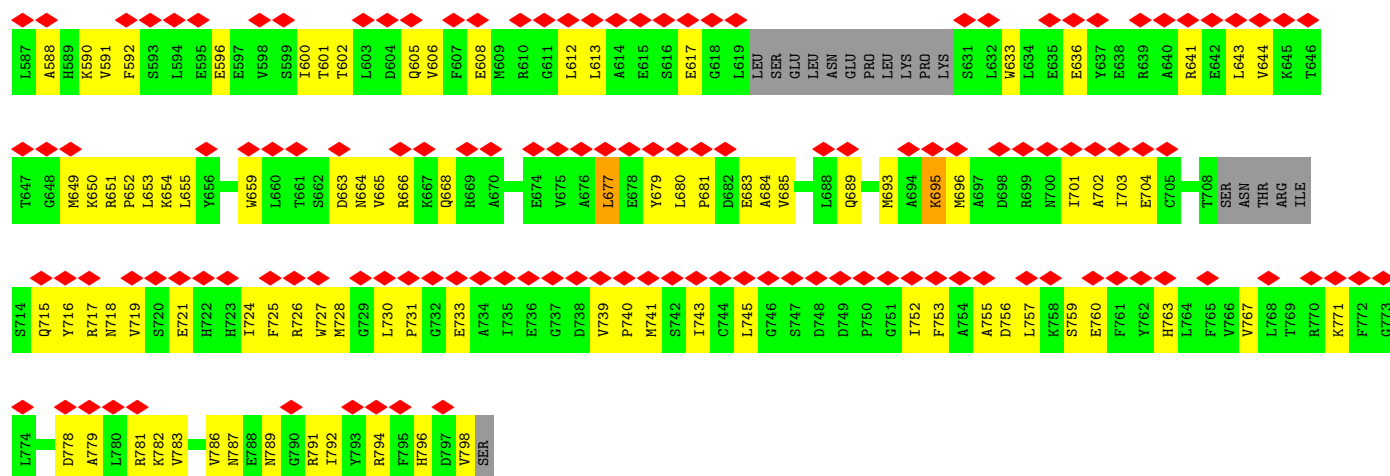 L587 A588 H589 K590 V591 F592 S593 L594 E595 E596 E597 V598 S599 I600 T601 T602 L603 D604 Q605 V606 F607 E608 M609 R610 G611 L612 L613 A614 E615 S616 E617 G618 L619 LEU SER GLU LEU ASN GLU PRO LEU LYS PRO LYS S631 L632 W633 L634 E635 E636 Y637 E638 R639 A640 R641 E642 L643 V644 K645 T646
T647 G648 M649 K650 R651 P652 L653 K654 L655 Y656 W659 L660 T661 S662 D663 N664 V665 R666 K667 Q668 R669 A670 E674 V675 A676 L677 E678 Y679 L680 P681 D682 E683 A684 V685 L688 Q689 M693 A694 K695 M696 A697 D698 R699 N700 I701 A702 I703 E704 C705 T708 SER ASN THR ARG ILE
S714 Q715 Y716 R717 N718 V719 S720 E721 H722 H723 I724 F725 R726 W727 M728 G729 L730 P731 G732 E733 A734 I735 E736 G737 D738 V739 P740 M741 S742 I743 C744 L745 G746 S747 D748 D749 P750 G751 I752 F753 A754 A755 D756 L757 K758 S759 E760 F761 Y762 H763 L764 F765 V766 V767 L768 T769 R770 K771 F772 G773
L774 D778 A779 L780 R781 K782 V783 V786 N787 E788 N789 G790 R791 I792 Y793 R794 F795 H796 D797 V798 SER